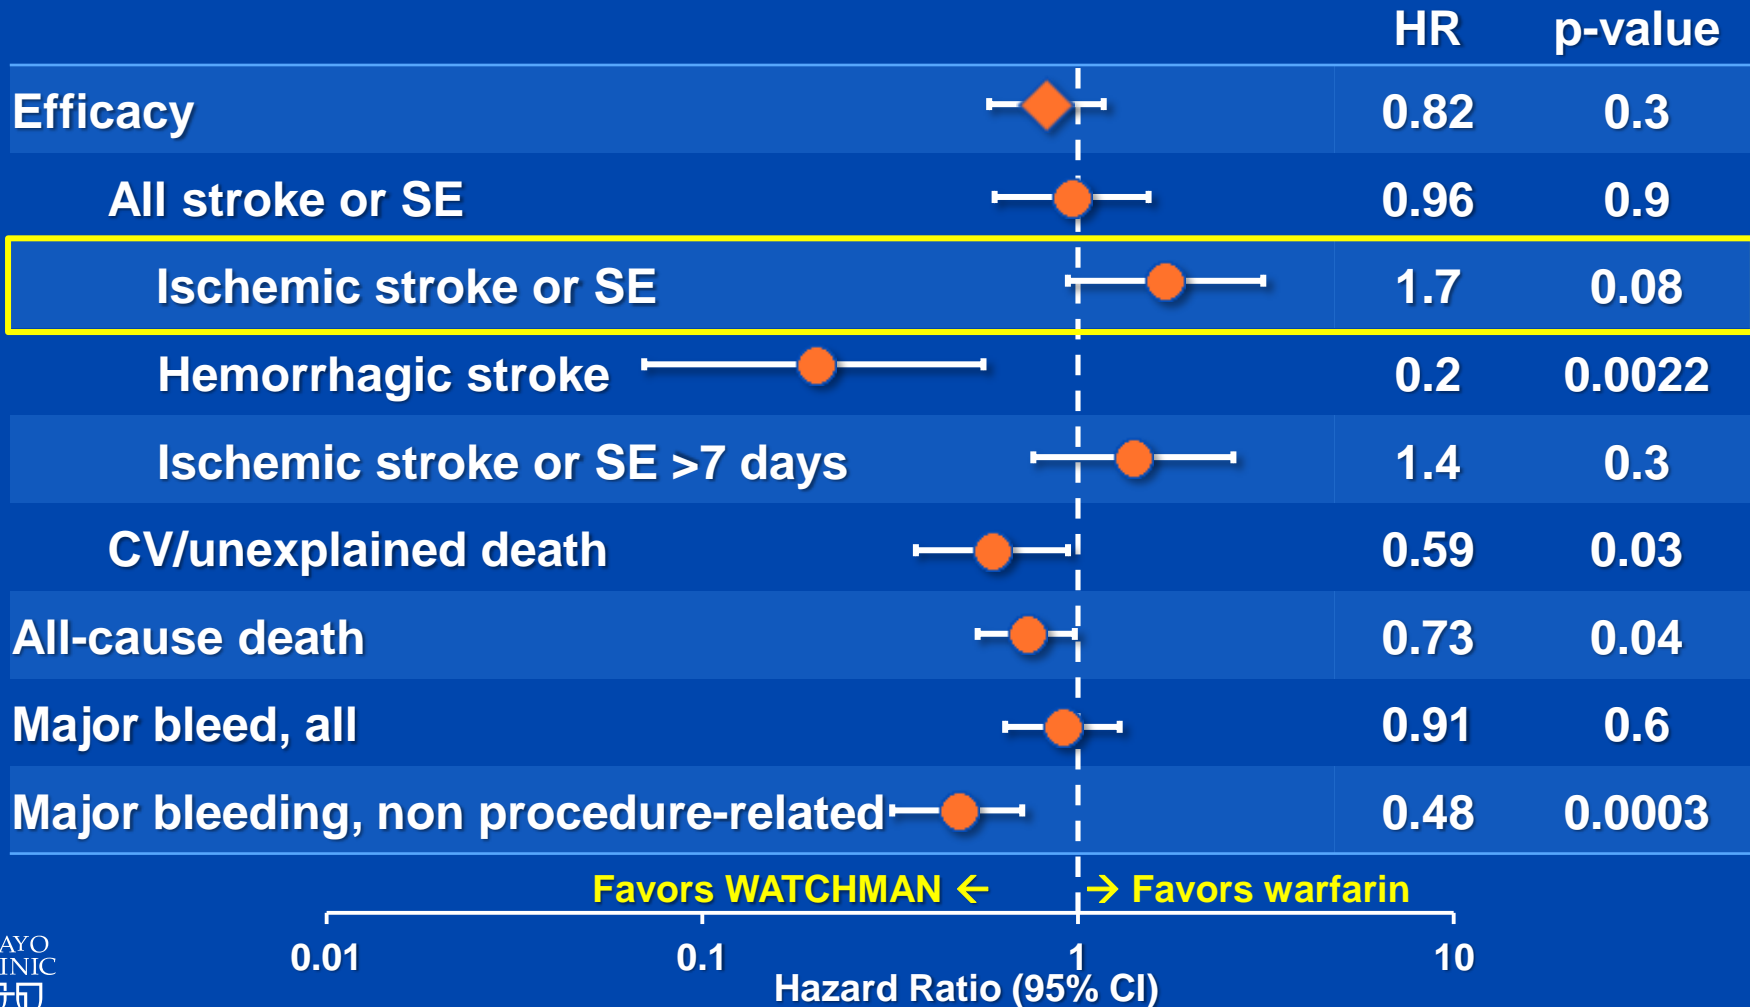 HR p-value
Efficacy 0.82 0.3
All stroke or SE 0.96 0.9
Ischemic stroke or SE 1.7 0.08
Hemorrhagic stroke 0.2 0.0022
Ischemic stroke or SE >7 days 1.4 0.3
CV/unexplained death 0.59 0.03
All-cause death 0.73 0.04
Major bleed, all 0.91 0.6
Major bleeding, non procedure-related 0.48 0.0003
Favors WATCHMAN ← → Favors warfarin
0.01 0.1 1 10
Hazard Ratio (95% CI)
AYO
INIC